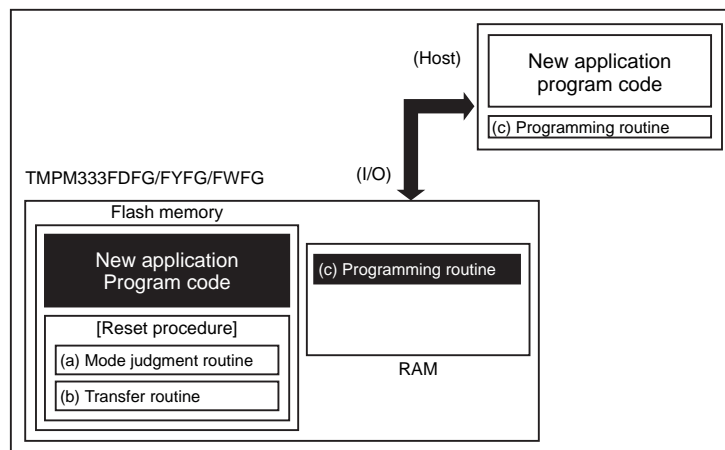 (Host)
New application
program code
(c) Programming routine
(I/O)
TMPM333FDFG/FYFG/FWFG
Flash memory
New application
Program code
[Reset procedure]
(a) Mode judgment routine
(b) Transfer routine
(c) Programming routine
RAM